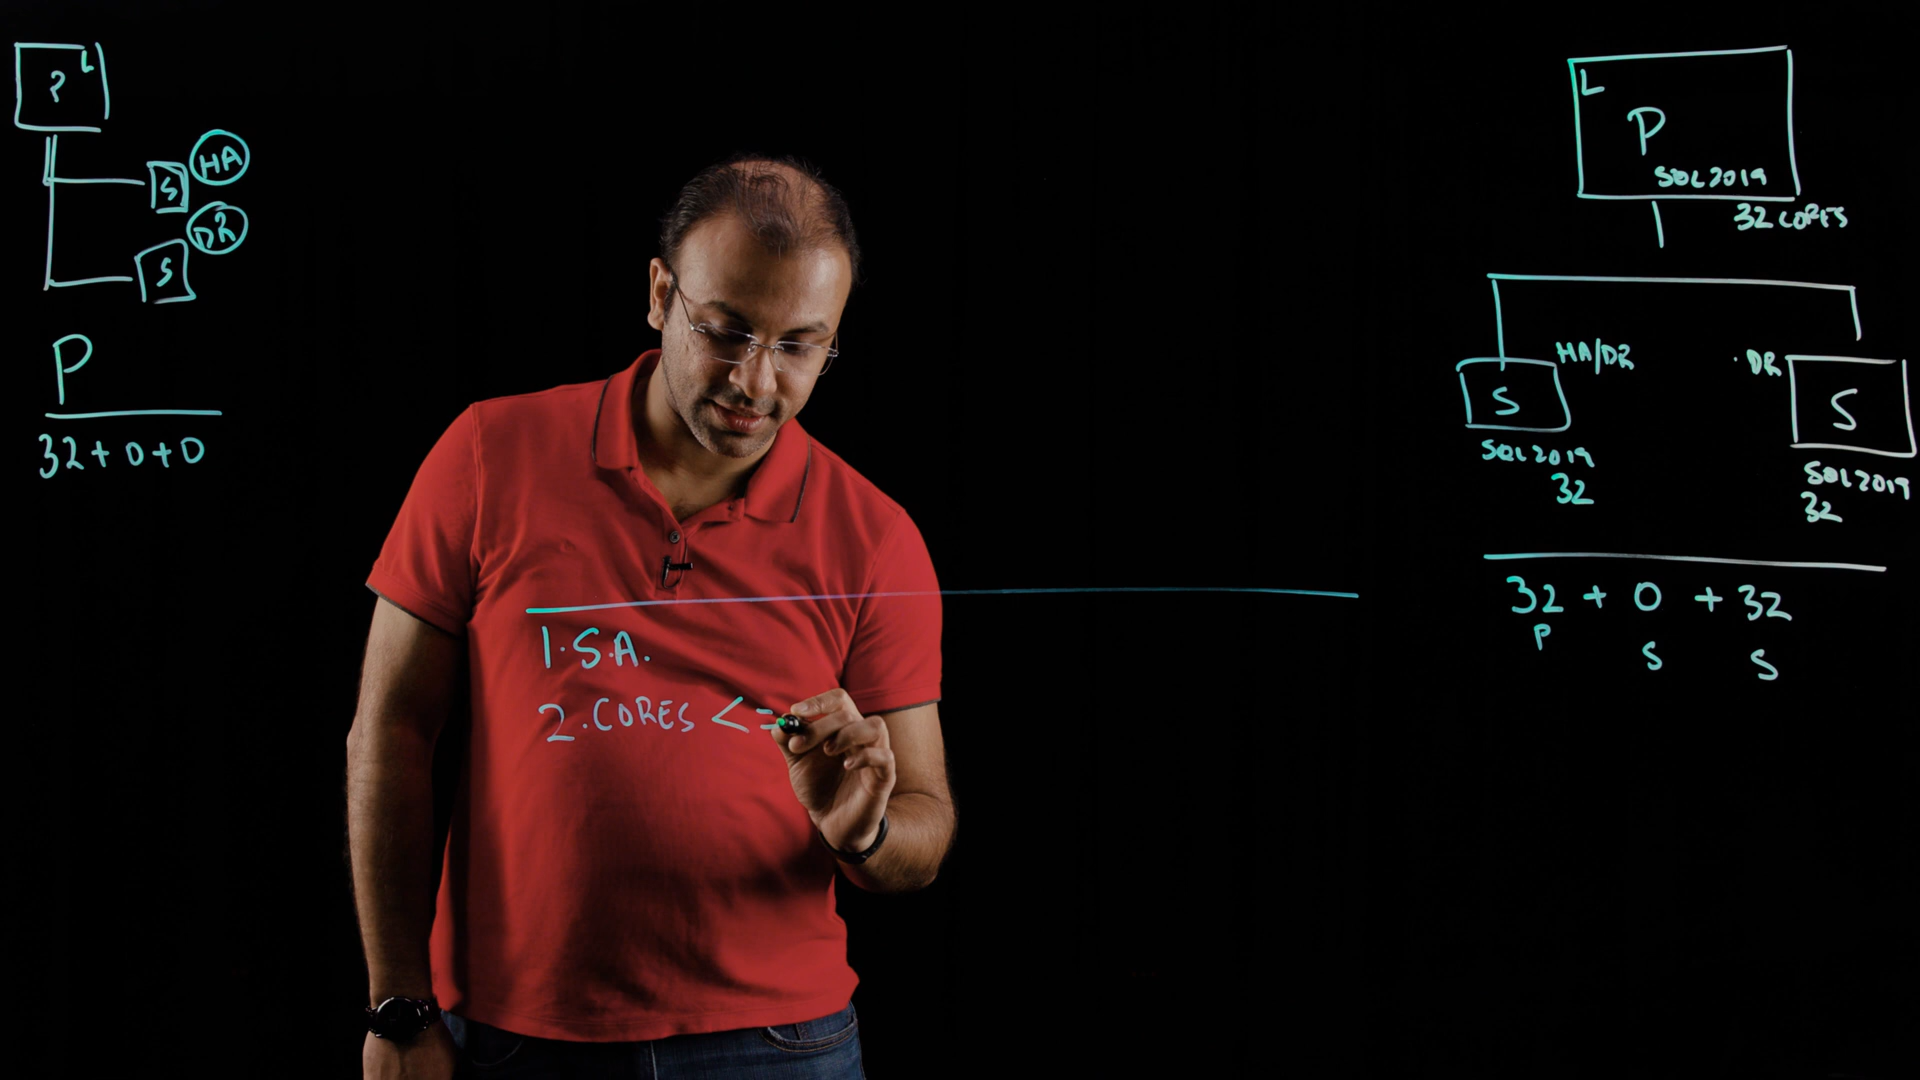 ? L
HA
S
DR
S
P
32 + 0 + 0
1. S.A.
2. CORES <=
L
P
SQL2019
32 CORES
HA/DR
S
SQL2019
32
· DR
S
SQL2019
32
32 + 0 + 32
P S S